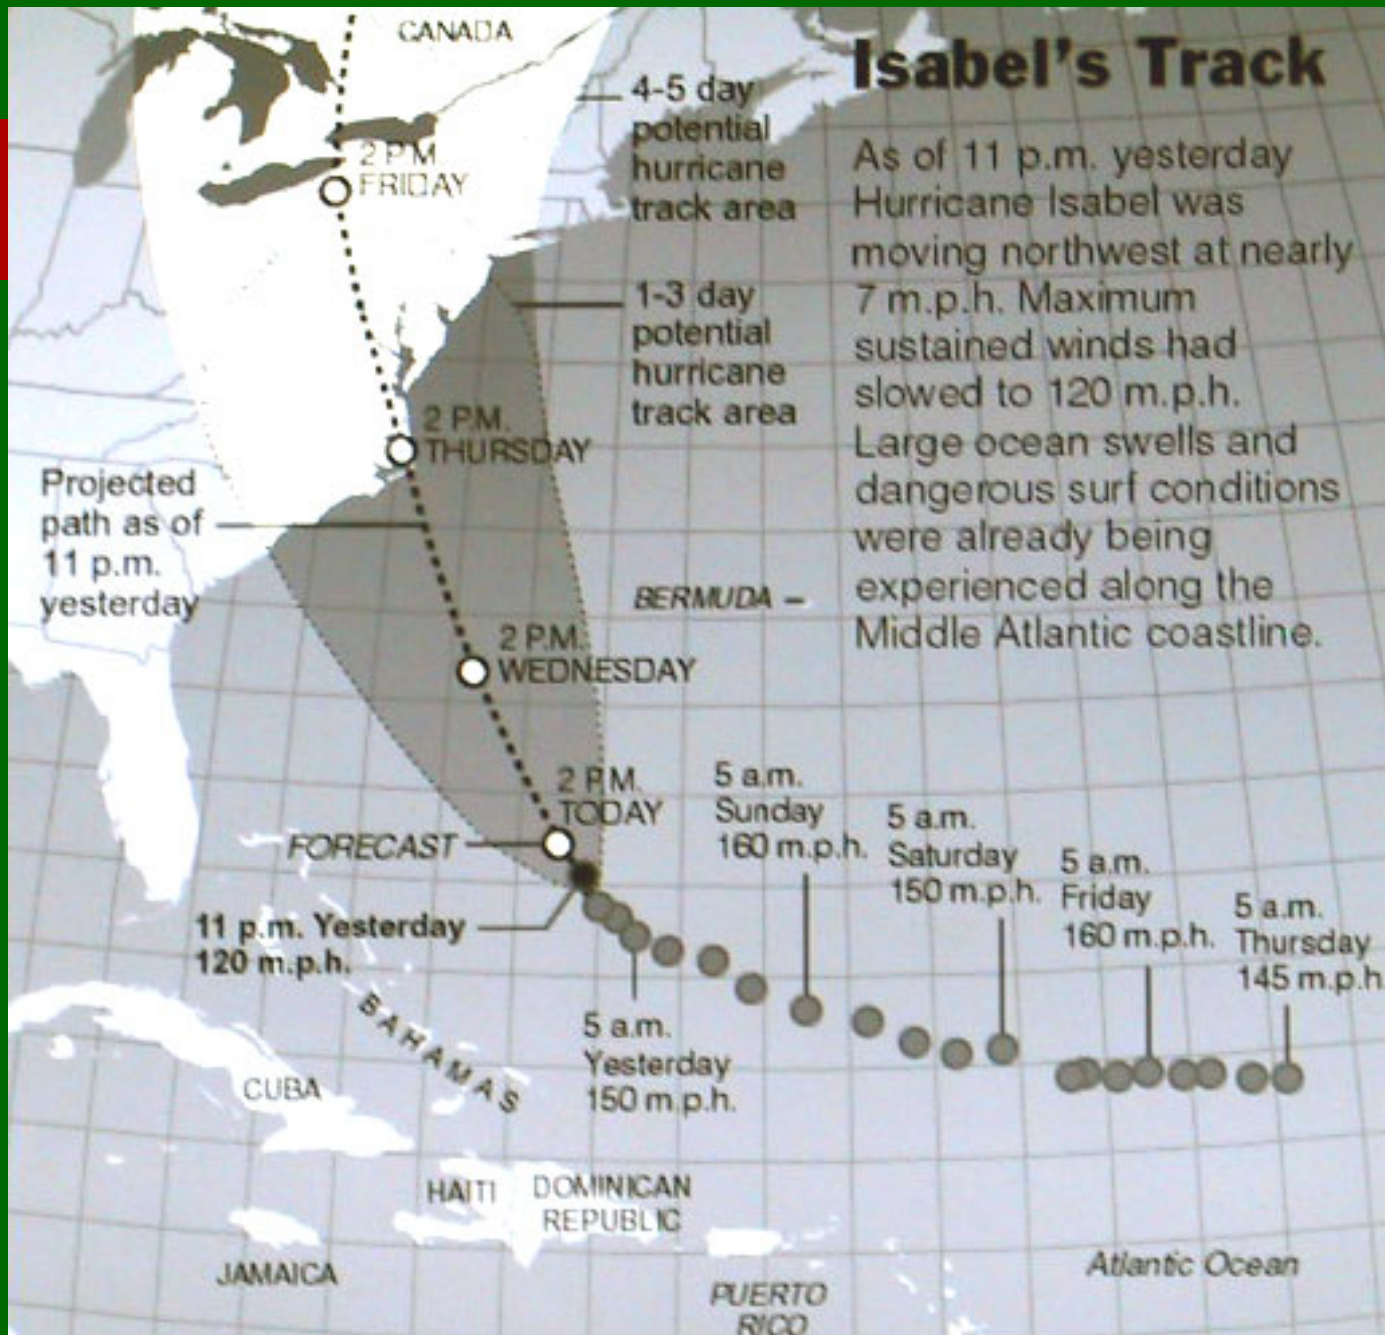 Isabel's Track
As of 11 p.m. yesterday
Hurricane Isabel was
moving northwest at nearly
7 m.p.h. Maximum
sustained winds had
slowed to 120 m.p.h.
Large ocean swells and
dangerous surf conditions
were already being
experienced along the
Middle Atlantic coastline.
CANADA
4-5 day
potential
hurricane
track area
2 P.M.
FRIDAY
1-3 day
potential
hurricane
track area
2 P.M.
THURSDAY
Projected
path as of
11 p.m.
yesterday
BERMUDA
2 P.M.
WEDNESDAY
2 P.M.
TODAY
FORECAST
5 a.m.
Sunday
160 m.p.h.
5 a.m.
Saturday
150 m.p.h.
5 a.m.
Friday
160 m.p.h.
5 a.m.
Thursday
145 m.p.h
11 p.m. Yesterday
120 m.p.h.
5 a.m.
Yesterday
150 m.p.h.
BAHAMAS
CUBA
HAITI
DOMINICAN
REPUBLIC
JAMAICA
PUERTO
RICO
Atlantic Ocean